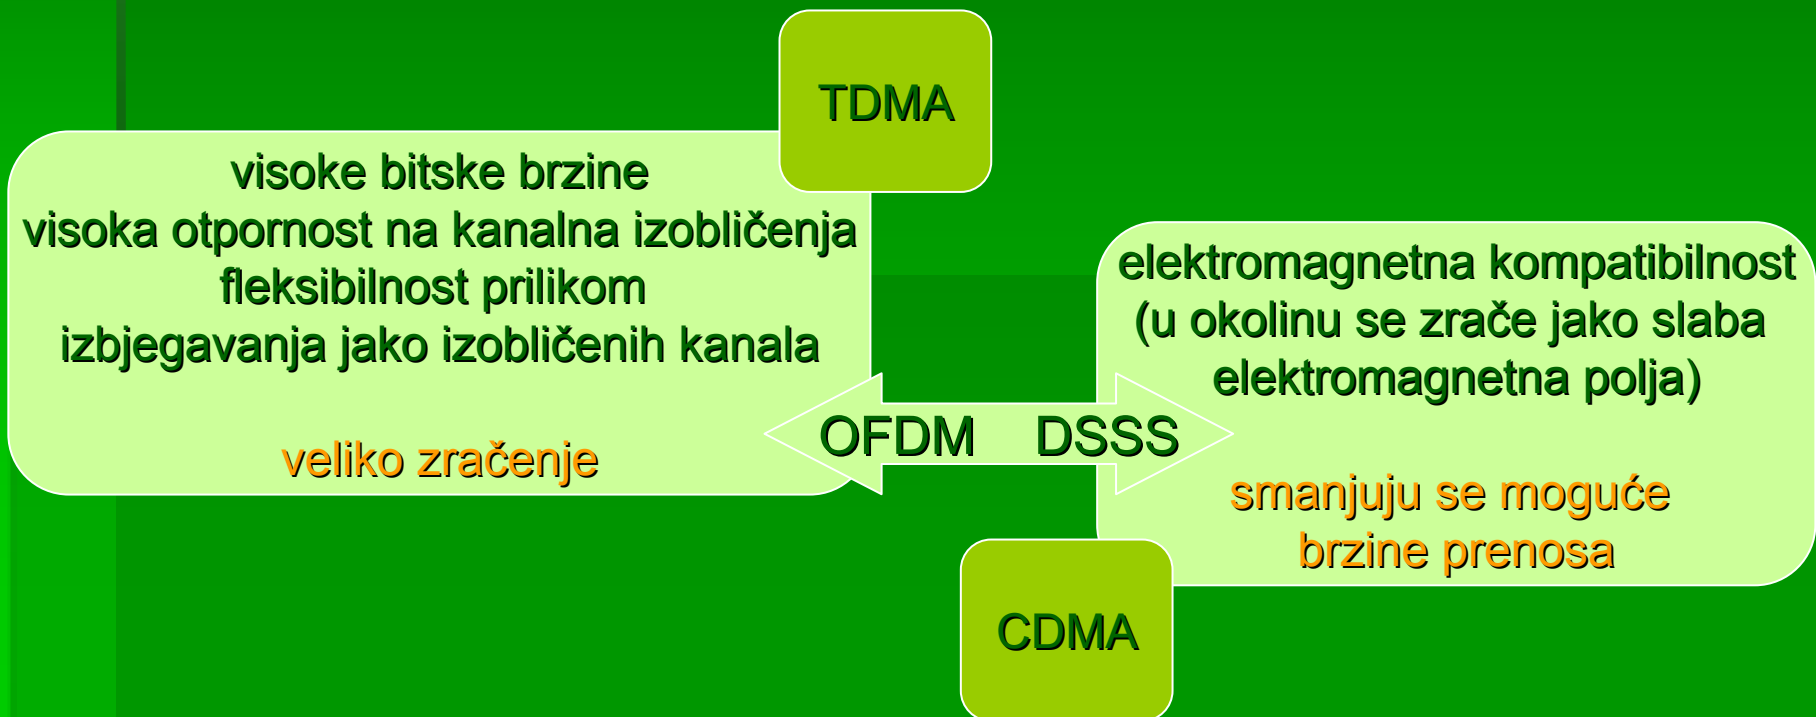 TDMA
visoke bitske brzine
visoka otpornost na kanalna izobličenja
fleksibilnost prilikom
izbjegavanja jako izobličenih kanala
veliko zračenje
OFDM DSSS
elektromagnetna kompatibilnost
(u okolinu se zrače jako slaba
elektromagnetna polja)
smanjuju se moguće
brzine prenosa
CDMA